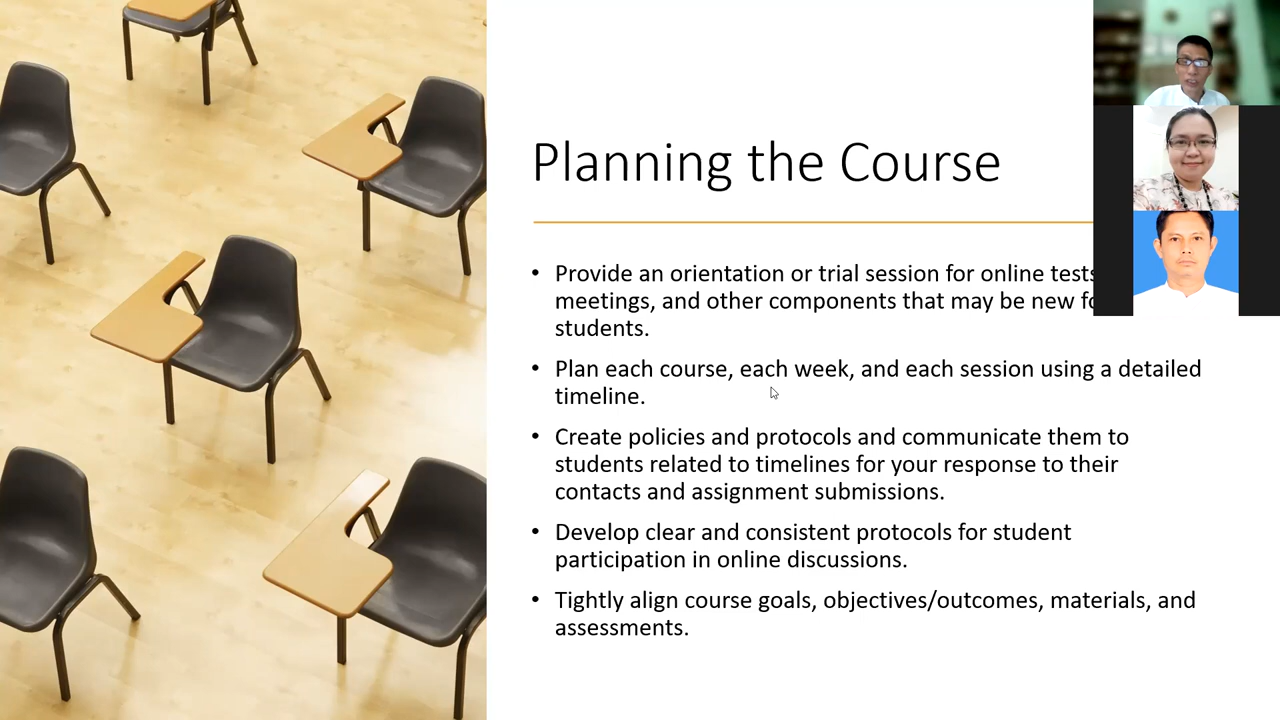 Planning the Course
• Provide an orientation or trial session for online tests
meetings, and other components that may be new
students.
• Plan each course, each week, and each session using a detailed
timeline.
• Create policies and protocols and communicate them to
students related to timelines for your response to their
contacts and assignment submissions.
• Develop clear and consistent protocols for student
participation in online discussions.
• Tightly align course goals, objectives/outcomes, materials, and
assessments.